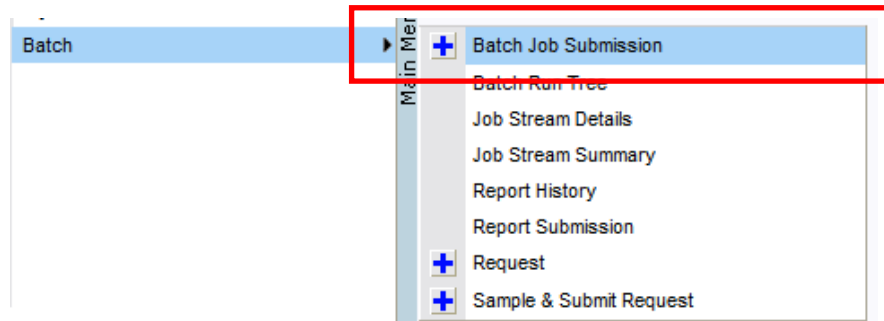 Batch
Main Men
Batch Job Submission
Batch Run Tree
Job Stream Details
Job Stream Summary
Report History
Report Submission
Request
Sample & Submit Request